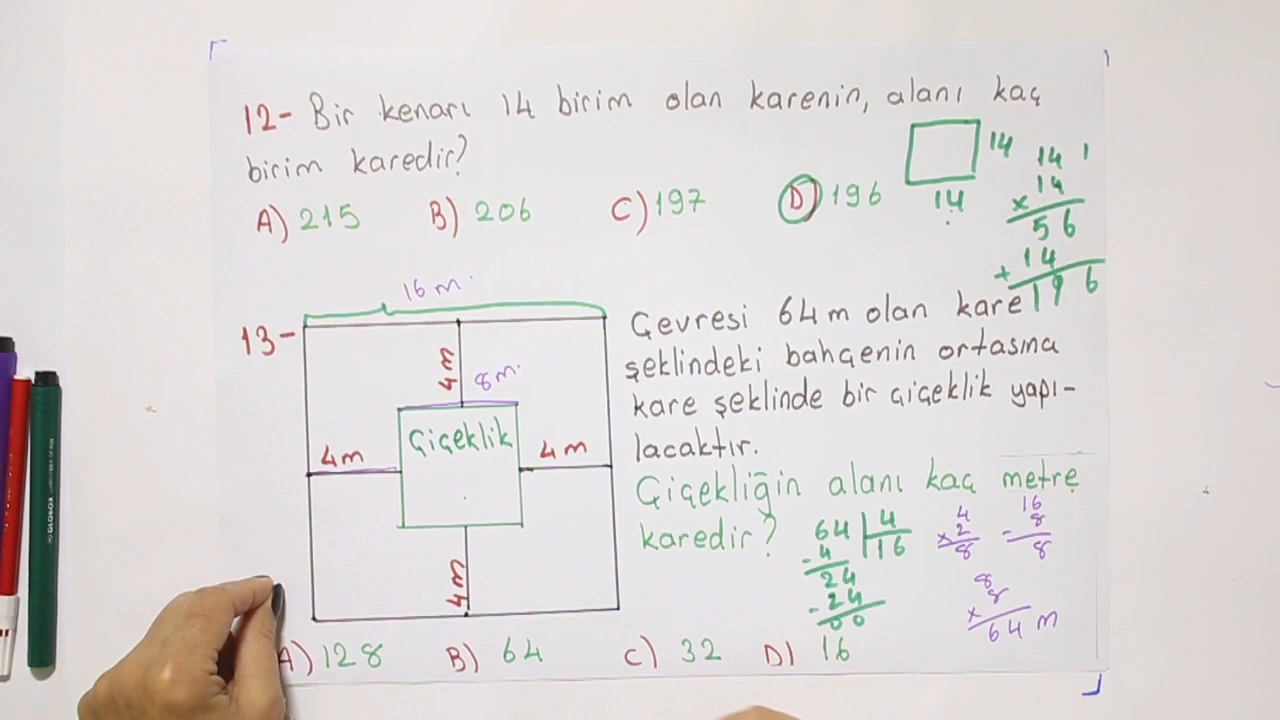 12- Bir kenarı 14 birim olan karenin, alanı kaç
birim karedir?
14
14
14 1
x 14
56
+ 14
196
A) 215 B) 206 C) 197 D) 196
13-
16 m.
4m
8m.
Çiçeklik
4m
4m
4m
Çevresi 64m olan kare
şeklindeki bahçenin ortasına
kare şeklinde bir çiçeklik yapı-
lacaktır.
Çiçekliğin alanı kaç metre
karedir?
64 4
- 4 16
24
- 24
00
4
x 2
8
16
- 8
8
8
x 8
64 m
A) 128 B) 64 C) 32 D) 16